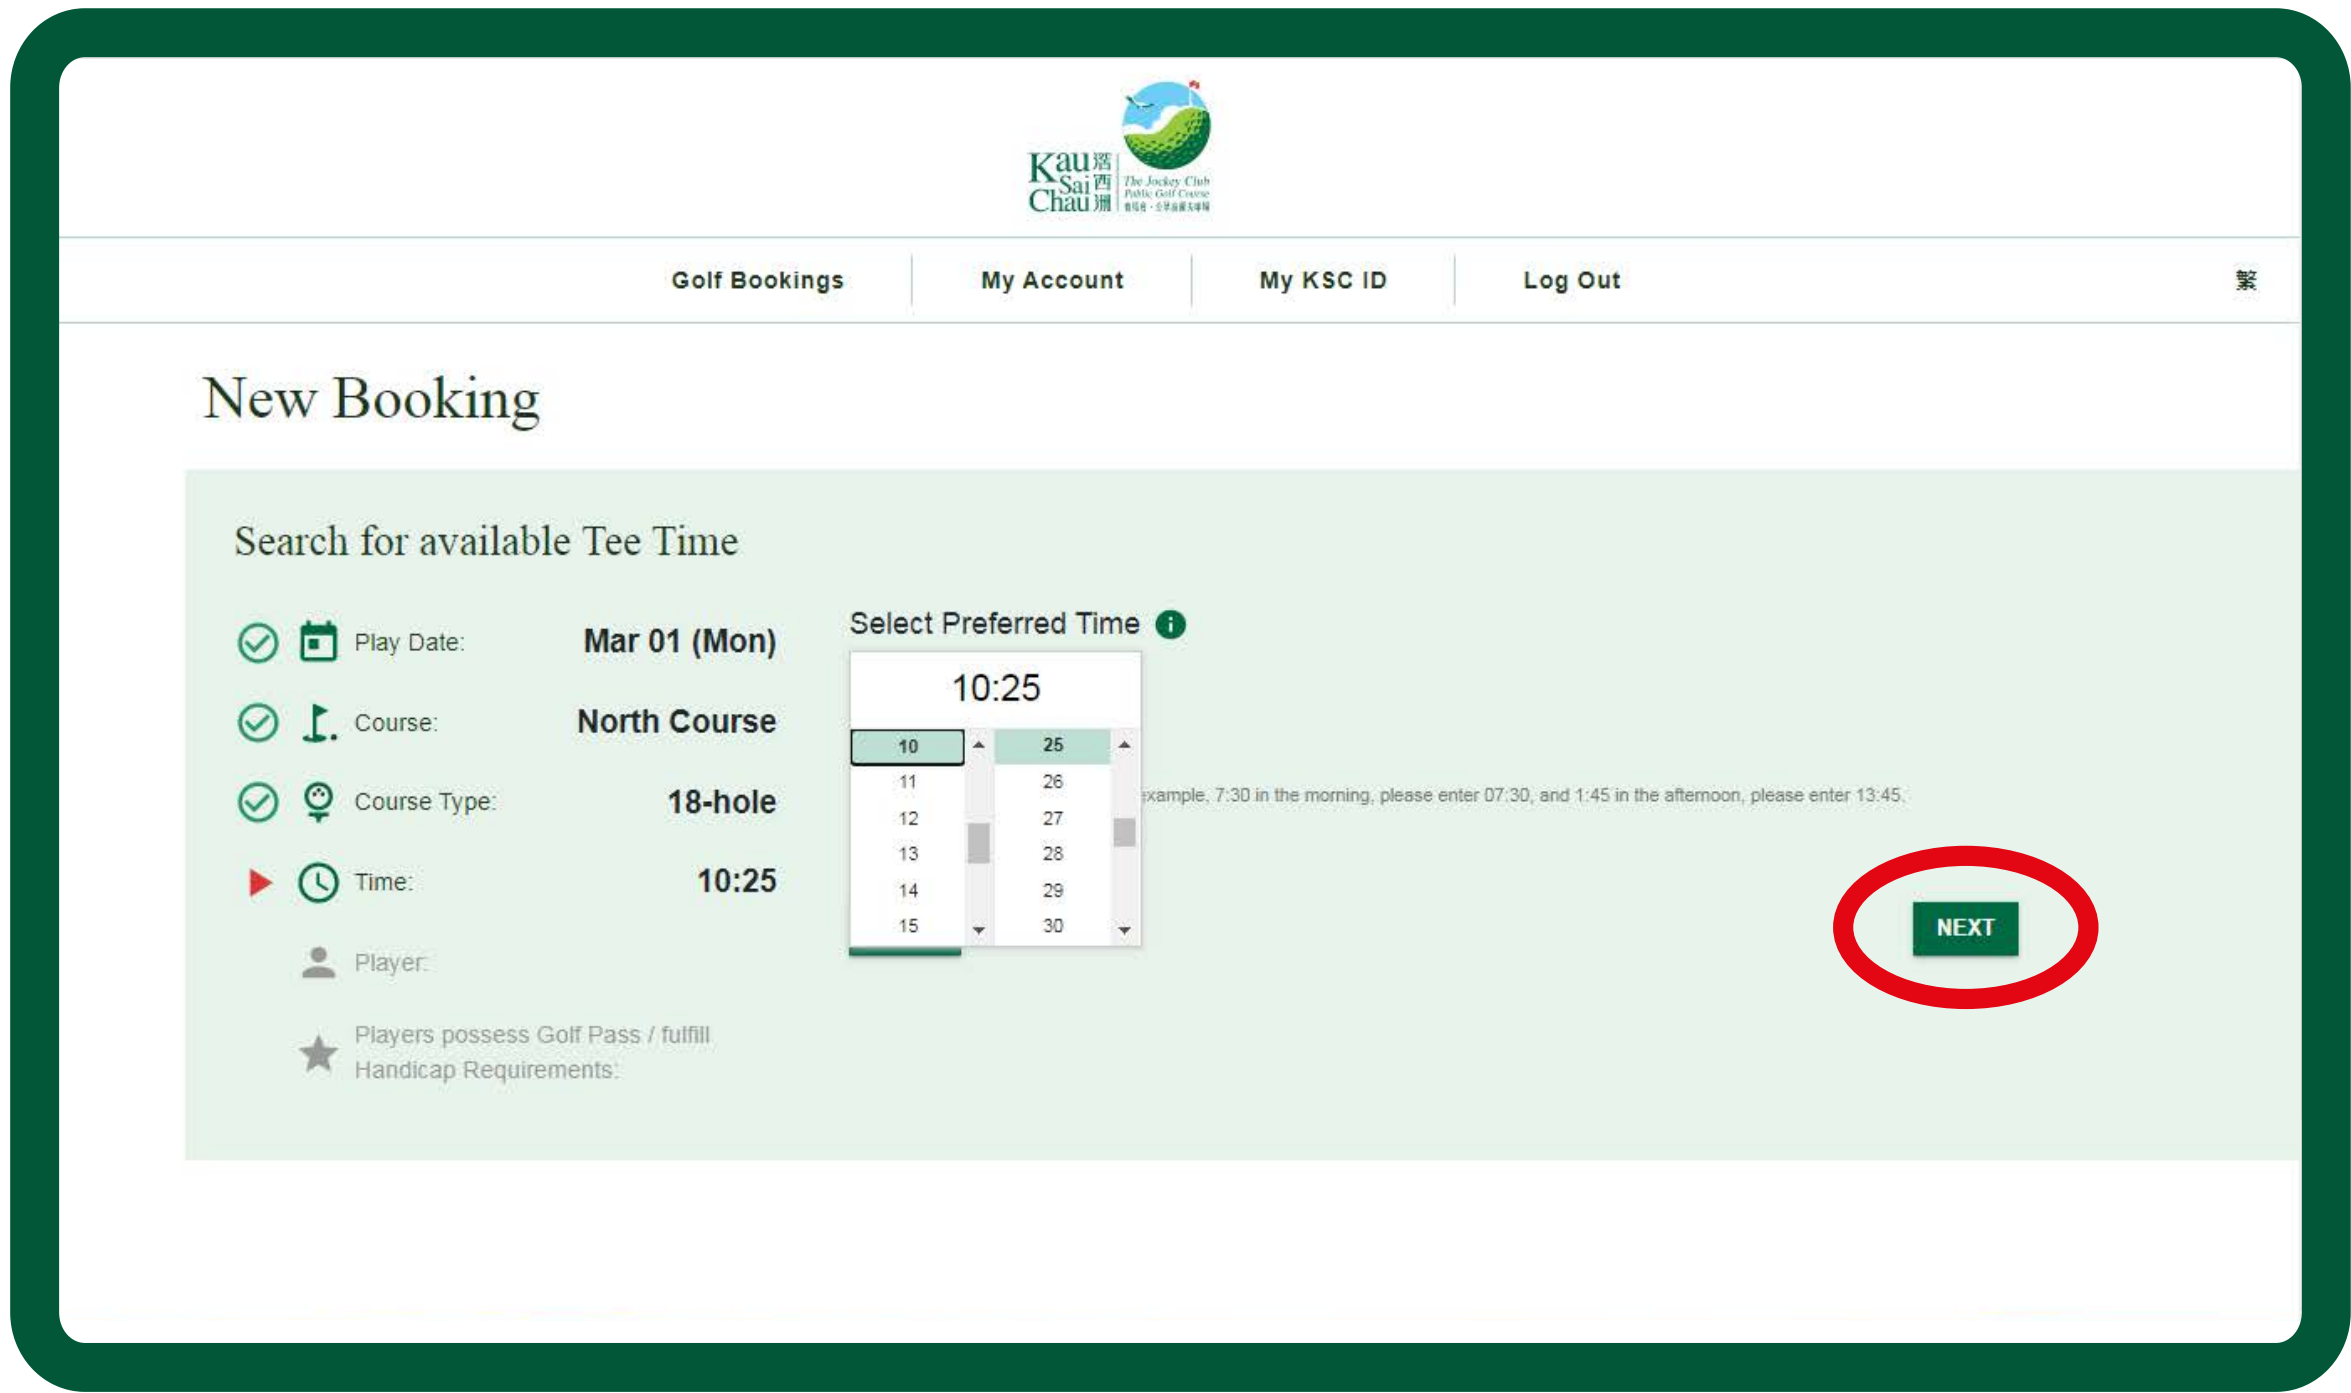 Kau 滘
Sai 西
Chau 洲
The Jockey Club
Public Golf Course
Golf Bookings
My Account
My KSC ID
Log Out
繁
New Booking
Search for available Tee Time
Play Date:
Mar 01 (Mon)
Course:
North Course
Course Type:
18-hole
Time:
10:25
Player:
Players possess Golf Pass / fulfill
Handicap Requirements:
Select Preferred Time
10:25
10 25
11 26
12 27
13 28
14 29
15 30
xample, 7:30 in the morning, please enter 07:30, and 1:45 in the afternoon, please enter 13:45.
NEXT